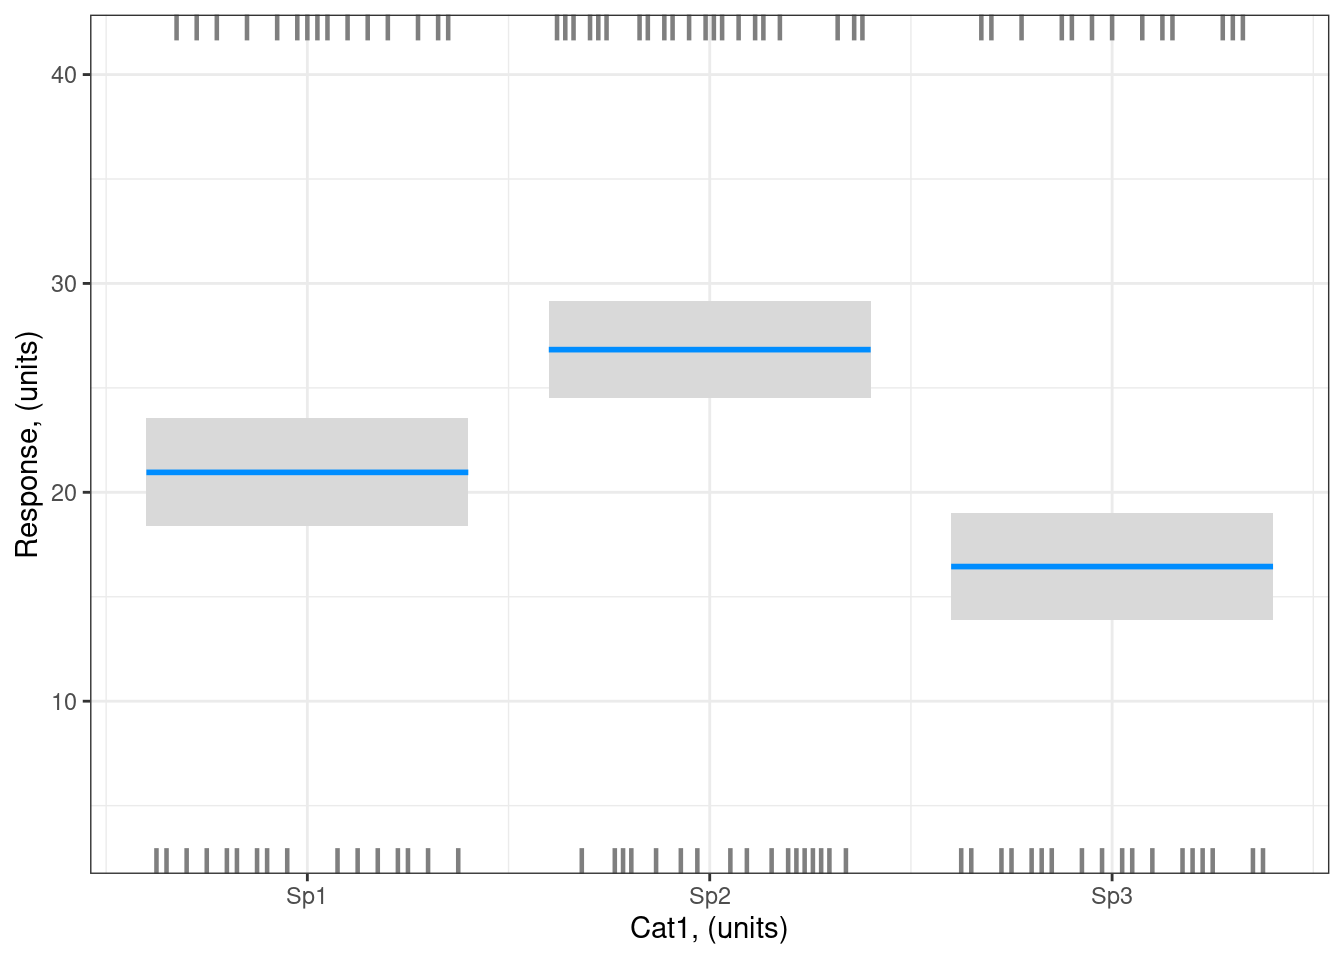 40
30
20
10
Response, (units)
Sp1 Sp2 Sp3
Cat1, (units)